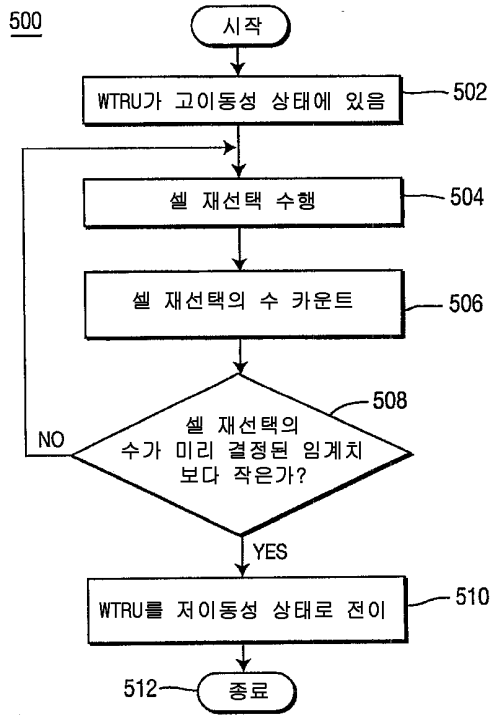 500
시작
WTRU가 고이동성 상태에 있음
502
셀 재선택 수행
504
셀 재선택의 수 카운트
506
508
셀 재선택의
수가 미리 결정된 임계치
보다 작은가?
NO
YES
WTRU를 저이동성 상태로 전이
510
512
종료